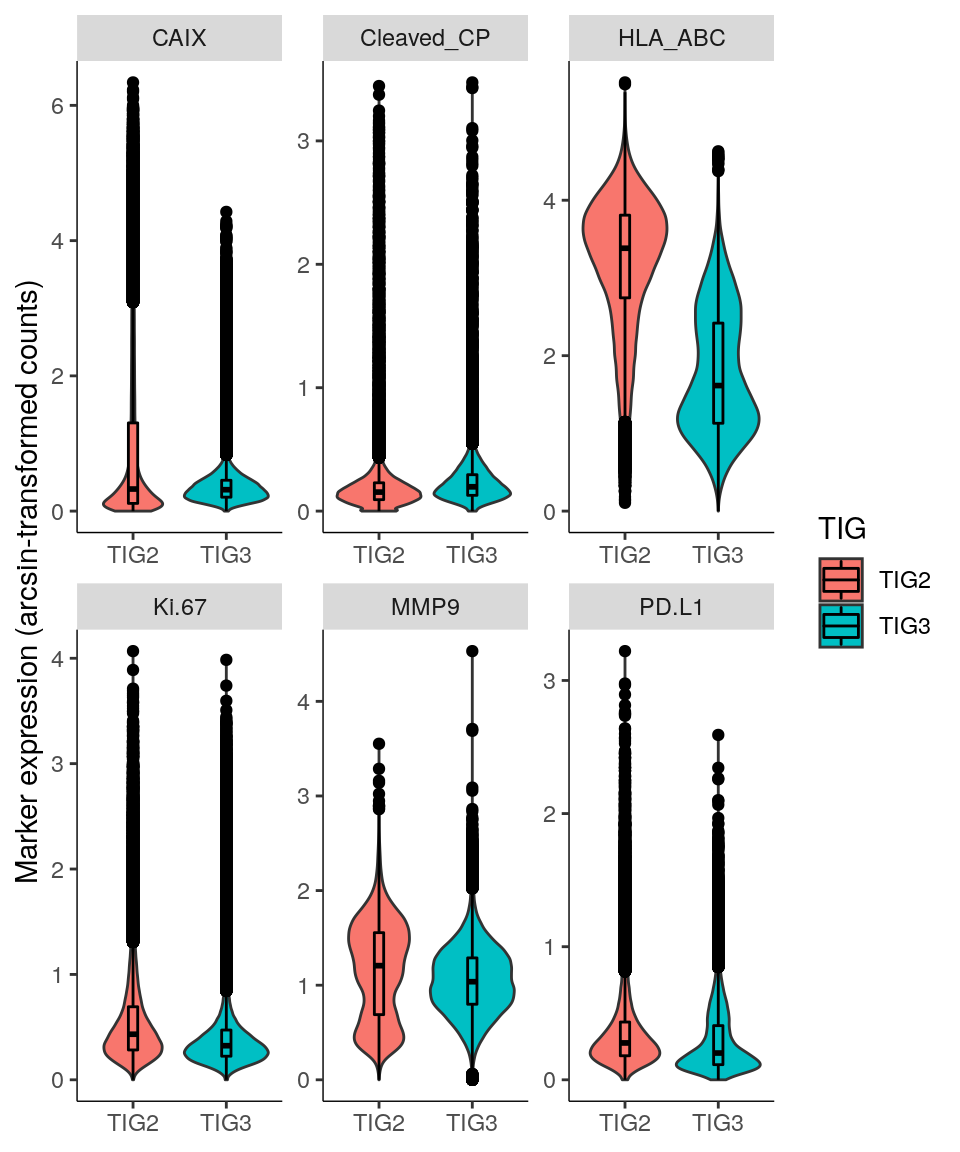 CAIX
Cleaved_CP
HLA_ABC
6
4
2
0
3
2
1
0
4
2
0
TIG2
TIG3
TIG2
TIG3
TIG2
TIG3
Marker expression (arcsin-transformed counts)
TIG
TIG2
TIG3
Ki.67
MMP9
PD.L1
4
3
2
1
0
4
3
2
1
0
3
2
1
0
TIG2
TIG3
TIG2
TIG3
TIG2
TIG3